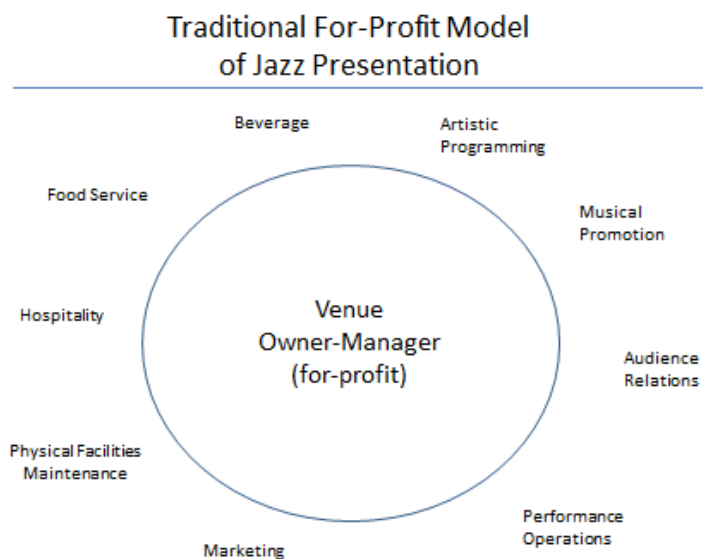 Traditional For-Profit Model
of Jazz Presentation
Beverage
Artistic
Programming
Food Service
Musical
Promotion
Hospitality
Venue
Owner-Manager
(for-profit)
Audience
Relations
Physical Facilities
Maintenance
Performance
Operations
Marketing